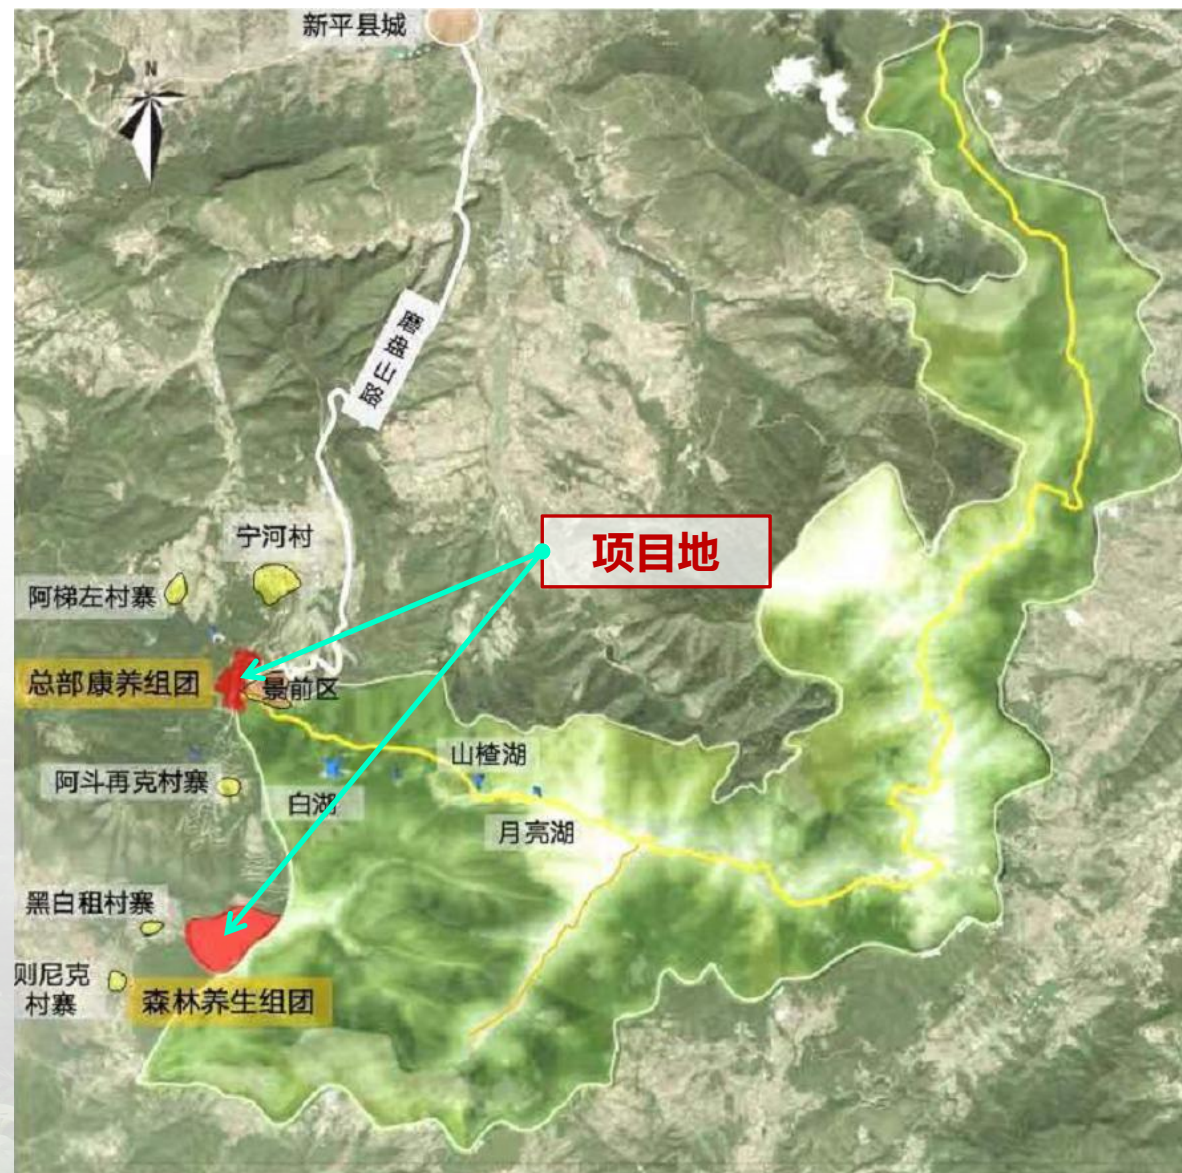 新平县城
N
磨盘山路
项目地
宁河村
阿梯左村寨
总部康养组团
景前区
山楂湖
阿斗再克村寨
白湖
月亮湖
黑白租村寨
则尼克
村寨
森林养生组团